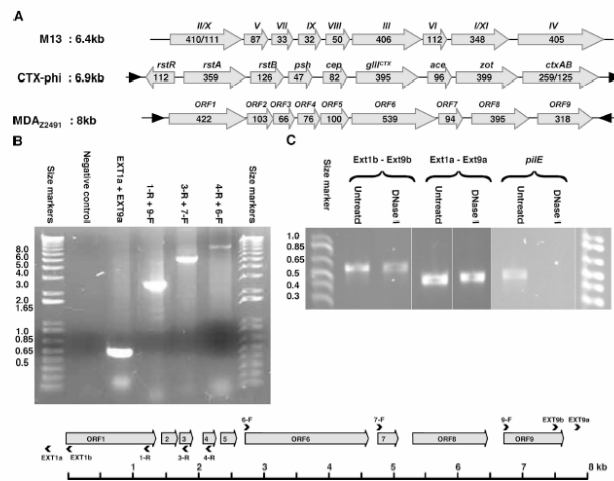 A
II/X V VII IX VIII III VI I/XI IV
M13 : 6.4kb 410/111 87 33 32 50 406 112 348 405
rstR rstA rstB psh cep gIIICTX ace zot ctxAB
CTX-phi : 6.9kb 112 359 126 47 82 395 96 399 259/125
ORF1 ORF2 ORF3 ORF4 ORF5 ORF6 ORF7 ORF8 ORF9
MDAZ2491 : 8kb 422 103 66 76 100 539 94 395 318
B
Size markers
Negative control
EXT1a + EXT9a
1-R + 9-F
3-R + 7-F
4-R + 6-F
Size markers
8.0
6.0
5.0
4.0
3.0
2.0
1.65
1.0
0.85
0.65
0.5
C
Ext1b - Ext9b Ext1a - Ext9a pilE
Size marker
Untreatd
DNase 1
Untreatd
DNase 1
Untreatd
DNase 1
Size markers
1.0
0.85
0.65
0.5
0.4
0.3
6-F 7-F 9-F EXT9b EXT9a
ORF1 2 3 4 5 ORF6 7 ORF8 ORF9
EXT1a EXT1b 1-R 3-R 4-R
0 1 2 3 4 5 6 7 8 kb